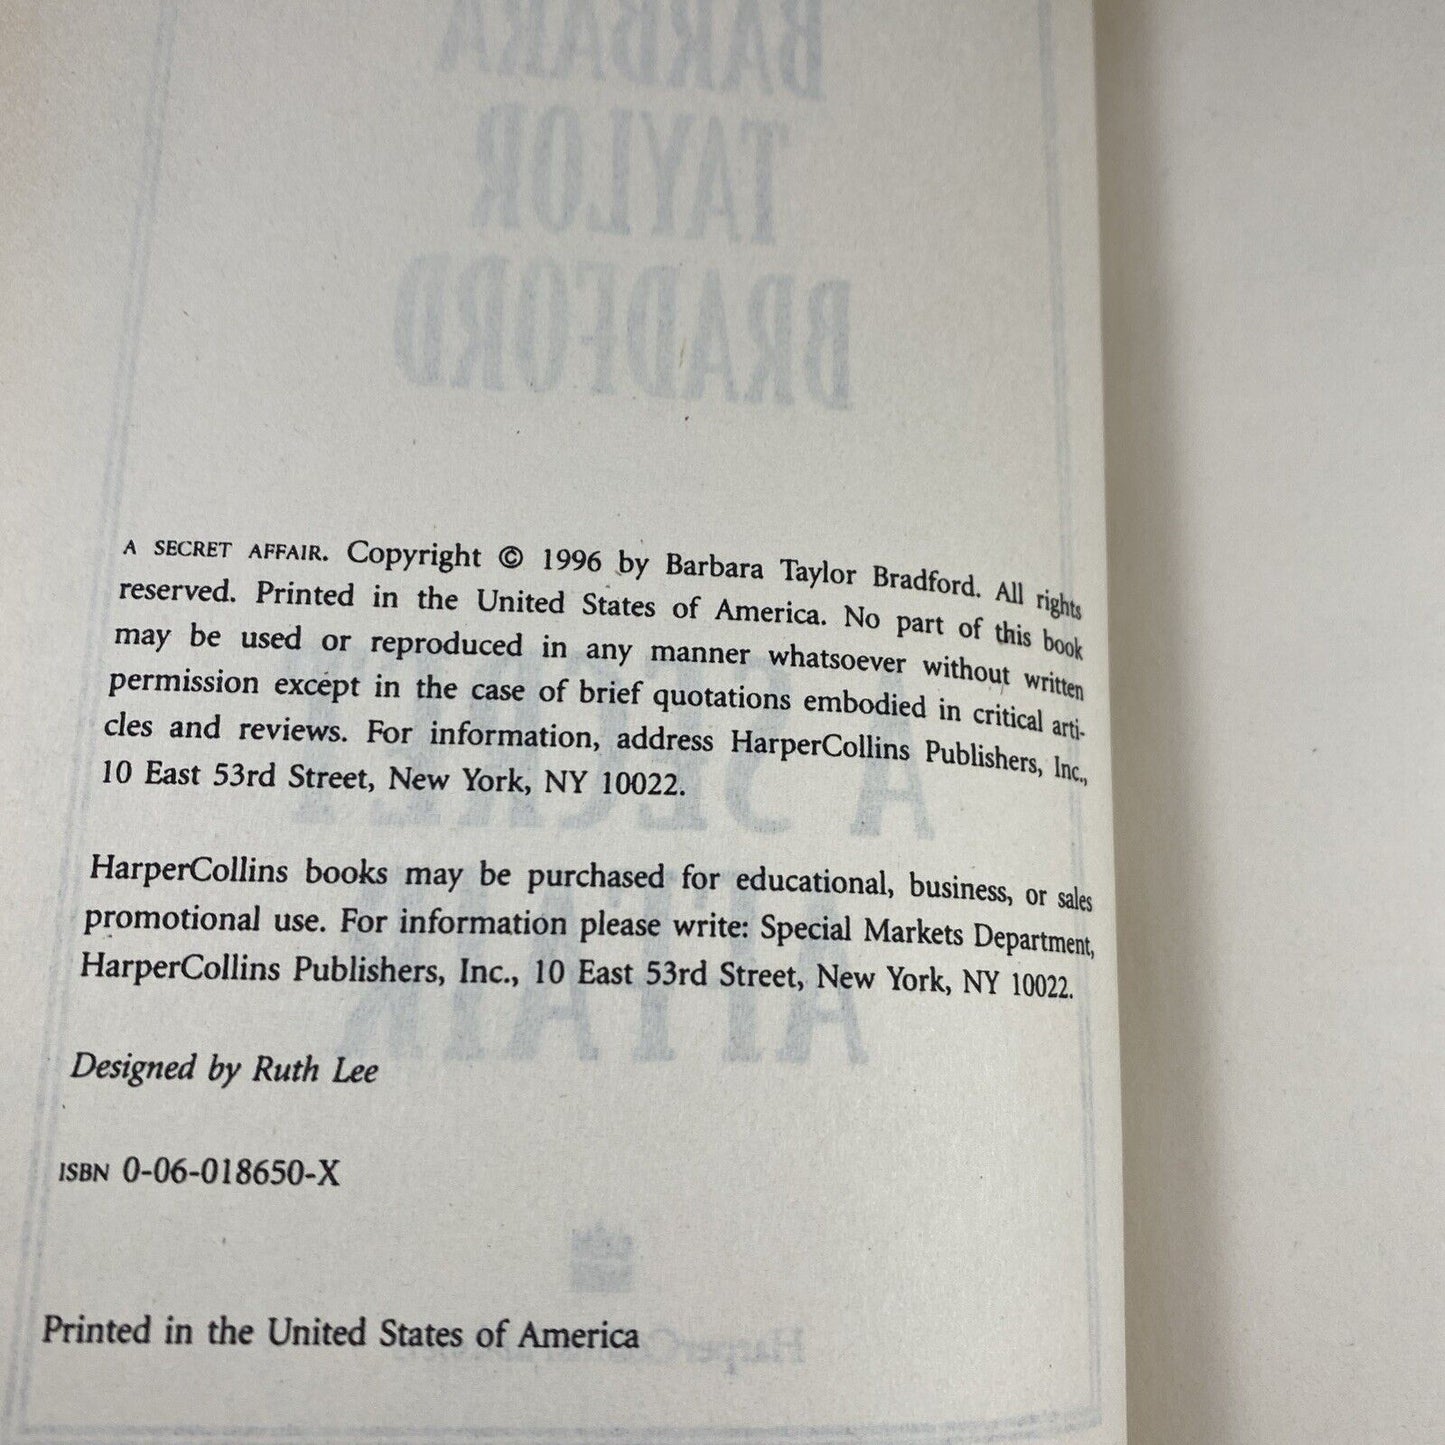 BARBARA
TAYLOR
BRADFORD
A SECRET AFFAIR. Copyright © 1996 by Barbara Taylor Bradford. All rights
reserved. Printed in the United States of America. No part of this book
may be used or reproduced in any manner whatsoever without written
permission except in the case of brief quotations embodied in critical arti-
cles and reviews. For information, address HarperCollins Publishers, Inc.,
10 East 53rd Street, New York, NY 10022.
A SECRET
HarperCollins books may be purchased for educational, business, or sales
promotional use. For information please write: Special Markets Department,
HarperCollins Publishers, Inc., 10 East 53rd Street, New York, NY 10022.
AFFAIR
Designed by Ruth Lee
ISBN 0-06-018650-X
Printed in the United States of America